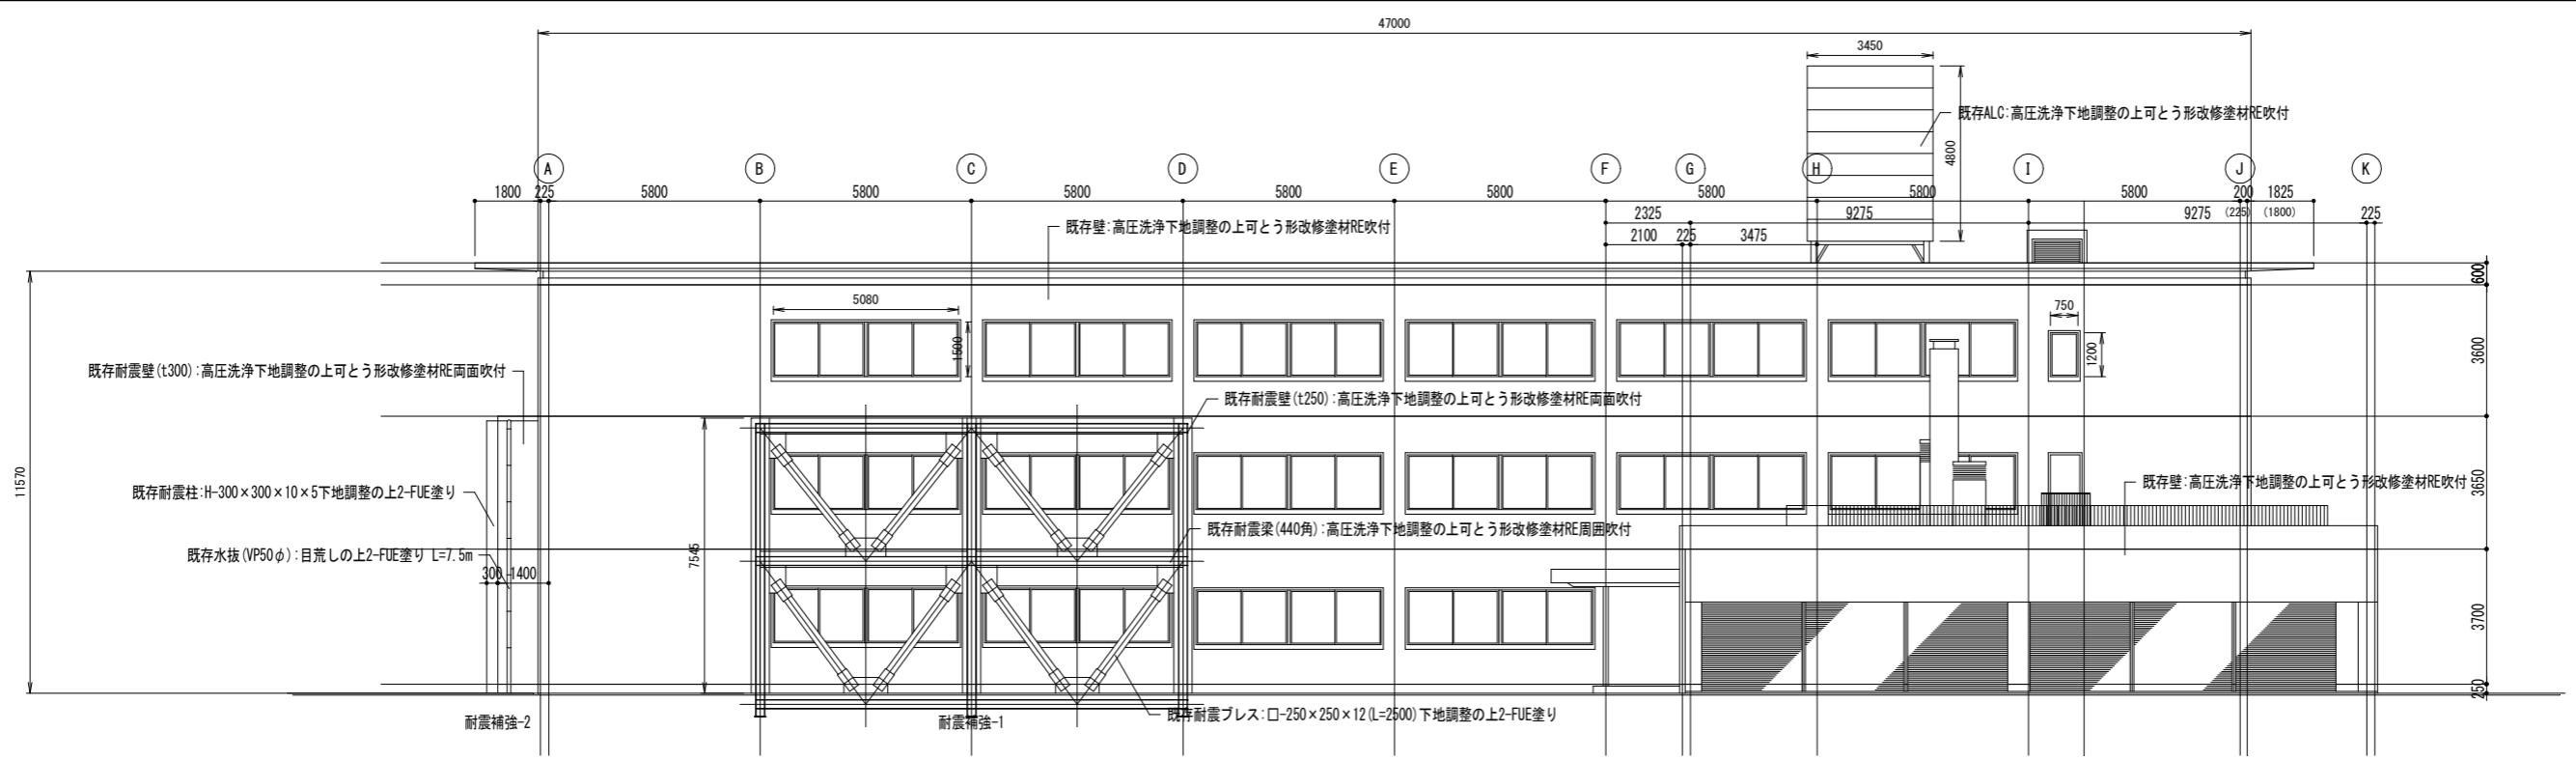 47000
3450
既存ALC:高圧洗浄下地調整の上可とう形改修塗材RE吹付
4800
A B C D E F G H I J K
1800 225 5800 5800 5800 5800 5800 5800 5800 5800 200 1825
2325 9275 9275 (225) (1800) 225
2100 225 3475
既存壁:高圧洗浄下地調整の上可とう形改修塗材RE吹付
600
5080
750
1500
1200
3600
既存耐震壁(t300):高圧洗浄下地調整の上可とう形改修塗材RE両面吹付
既存耐震壁(t250):高圧洗浄下地調整の上可とう形改修塗材RE両面吹付
11570
既存耐震柱:H-300×300×10×5下地調整の上2-FUE塗り
既存壁:高圧洗浄下地調整の上可とう形改修塗材RE吹付
3650
既存耐震梁(440角):高圧洗浄下地調整の上可とう形改修塗材RE周囲吹付
7545
既存水抜(VP50φ):目荒しの上2-FUE塗り L=7.5m
300 1400
3700
250
既存耐震ブレス:口-250×250×12(L=2500)下地調整の上2-FUE塗り
耐震補強-2
耐震補強-1